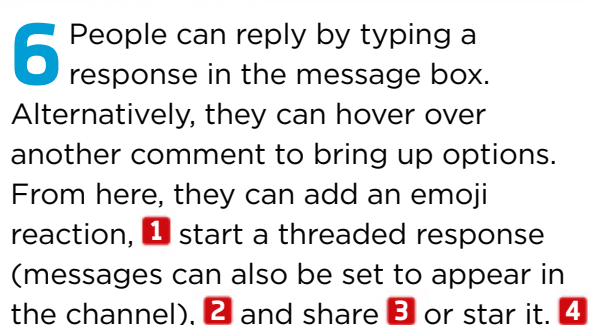 6 People can reply by typing a
response in the message box.
Alternatively, they can hover over
another comment to bring up options.
From here, they can add an emoji
reaction, 1 start a threaded response
(messages can also be set to appear in
the channel), 2 and share 3 or star it. 4